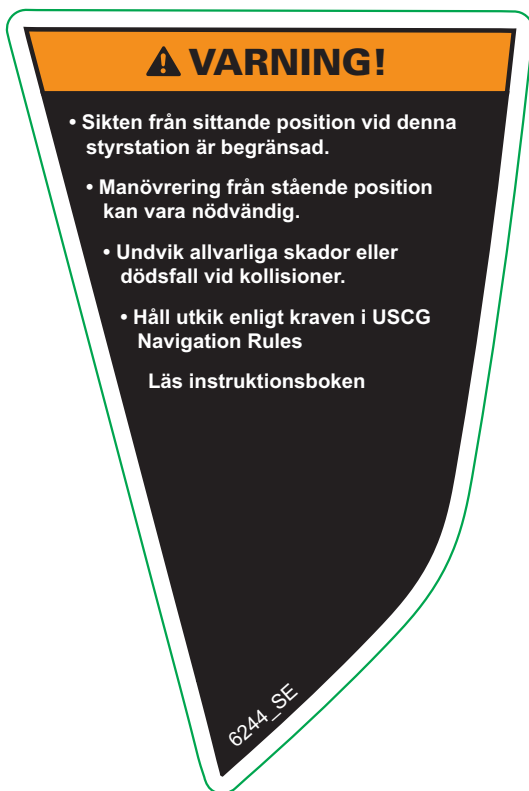 VARNING!
• Sikten från sittande position vid denna
styrstation är begränsad.
• Manövrering från stående position
kan vara nödvändig.
• Undvik allvarliga skador eller
dödsfall vid kollisioner.
• Håll utkik enligt kraven i USCG
Navigation Rules
Läs instruktionsboken
6244_SE